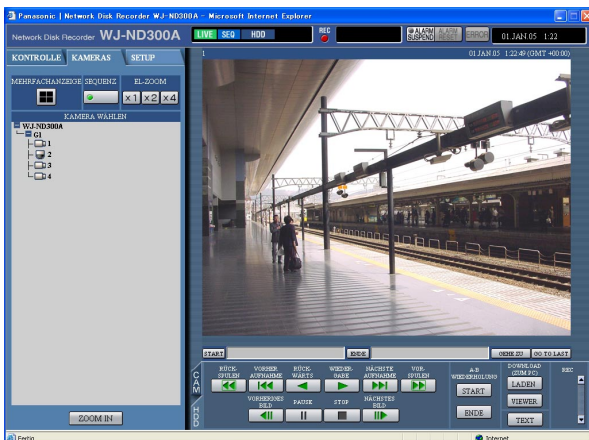 Panasonic | Network Disk Recorder WJ-ND300A - Microsoft Internet Explorer
Network Disk Recorder WJ-ND300A
LIVE SEQ HDD
REC
ALARM SUSPEND
ALARM RESET
ERROR
01.JAN.05 1:22
KONTROLLE KAMERAS SETUP
1
01.JAN.05 1:22:49 (GMT +00:00)
MEHRFACHANZEIGE SEQUENZ EL-ZOOM
x1 x2 x4
KAMERA WÄHLEN
WJ-ND300A
G1
1
2
3
4
ZOOM IN
START ENDE GEHE ZU GO TO LAST
CAM
HDD
RÜCK-SPULEN
VORHER AUFNAHME
RÜCK-WÄRTS
WIEDER-GABE
NÄCHSTE AUFNAHME
VOR-SPULEN
VORHERIGES BILD
PAUSE
STOP
NÄCHSTES BILD
A-B WIEDERHOLUNG
START
ENDE
DOWNLOAD (ZUM PC)
LADEN
VIEWER
TEXT
REC
Fertig
Internet